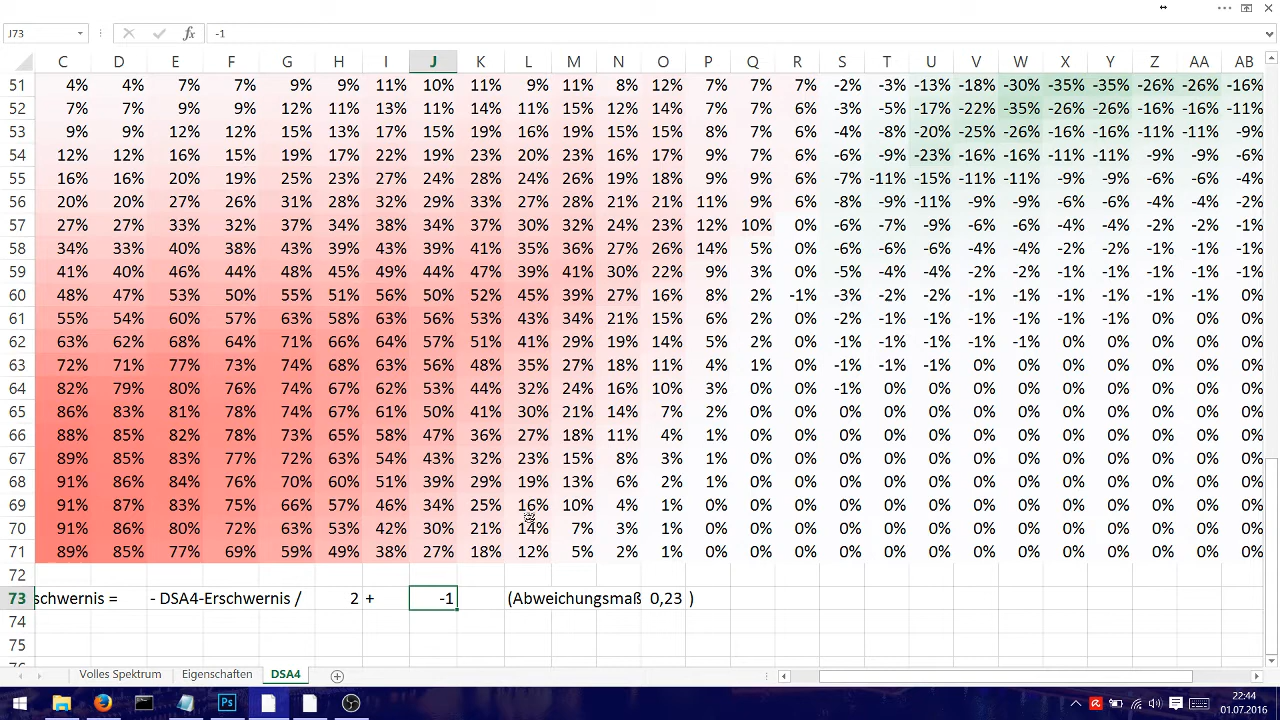 J73 fx -1
C D E F G H I J K L M N O P Q R S T U V W X Y Z AA AB
51 4% 4% 7% 7% 9% 9% 11% 10% 11% 9% 11% 8% 12% 7% 7% 7% -2% -3% -13% -18% -30% -35% -35% -26% -26% -16%
52 7% 7% 9% 9% 12% 11% 13% 11% 14% 11% 15% 12% 14% 7% 7% 6% -3% -5% -17% -22% -35% -26% -26% -16% -16% -11%
53 9% 9% 12% 12% 15% 13% 17% 15% 19% 16% 19% 15% 15% 8% 7% 6% -4% -8% -20% -25% -26% -16% -16% -11% -11% -9%
54 12% 12% 16% 15% 19% 17% 22% 19% 23% 20% 23% 16% 17% 9% 7% 6% -6% -9% -23% -16% -16% -11% -11% -9% -9% -6%
55 16% 16% 20% 19% 25% 23% 27% 24% 28% 24% 26% 19% 18% 9% 9% 6% -7% -11% -15% -11% -11% -9% -9% -6% -6% -4%
56 20% 20% 27% 26% 31% 28% 32% 29% 33% 27% 28% 21% 21% 11% 9% 6% -8% -9% -11% -9% -9% -6% -6% -4% -4% -2%
57 27% 27% 33% 32% 37% 34% 38% 34% 37% 30% 32% 24% 23% 12% 10% 0% -6% -7% -9% -6% -6% -4% -4% -2% -2% -1%
58 34% 33% 40% 38% 43% 39% 43% 39% 41% 35% 36% 27% 26% 14% 5% 0% -6% -6% -6% -4% -4% -2% -2% -1% -1% -1%
59 41% 40% 46% 44% 48% 45% 49% 44% 47% 39% 41% 30% 22% 9% 3% 0% -5% -4% -4% -2% -2% -1% -1% -1% -1% -1%
60 48% 47% 53% 50% 55% 51% 56% 50% 52% 45% 39% 27% 16% 8% 2% -1% -3% -2% -2% -1% -1% -1% -1% -1% -1% 0%
61 55% 54% 60% 57% 63% 58% 63% 56% 53% 43% 34% 21% 15% 6% 2% 0% -2% -1% -1% -1% -1% -1% -1% 0% 0% 0%
62 63% 62% 68% 64% 71% 66% 64% 57% 51% 41% 29% 19% 14% 5% 2% 0% -1% -1% -1% -1% -1% 0% 0% 0% 0% 0%
63 72% 71% 77% 73% 74% 68% 63% 56% 48% 35% 27% 18% 11% 4% 1% 0% -1% -1% -1% 0% 0% 0% 0% 0% 0% 0%
64 82% 79% 80% 76% 74% 67% 62% 53% 44% 32% 24% 16% 10% 3% 0% 0% -1% 0% 0% 0% 0% 0% 0% 0% 0% 0%
65 86% 83% 81% 78% 74% 67% 61% 50% 41% 30% 21% 14% 7% 2% 0% 0% 0% 0% 0% 0% 0% 0% 0% 0% 0% 0%
66 88% 85% 82% 78% 73% 65% 58% 47% 36% 27% 18% 11% 4% 1% 0% 0% 0% 0% 0% 0% 0% 0% 0% 0% 0% 0%
67 89% 85% 83% 77% 72% 63% 54% 43% 32% 23% 15% 8% 3% 1% 0% 0% 0% 0% 0% 0% 0% 0% 0% 0% 0% 0%
68 91% 86% 84% 76% 70% 60% 51% 39% 29% 19% 13% 6% 2% 1% 0% 0% 0% 0% 0% 0% 0% 0% 0% 0% 0% 0%
69 91% 87% 83% 75% 66% 57% 46% 34% 25% 16% 10% 4% 1% 0% 0% 0% 0% 0% 0% 0% 0% 0% 0% 0% 0% 0%
70 91% 86% 80% 72% 63% 53% 42% 30% 21% 14% 7% 3% 1% 0% 0% 0% 0% 0% 0% 0% 0% 0% 0% 0% 0% 0%
71 89% 85% 77% 69% 59% 49% 38% 27% 18% 12% 5% 2% 1% 0% 0% 0% 0% 0% 0% 0% 0% 0% 0% 0% 0% 0%
72
73 schwernis = - DSA4-Erschwernis / 2 + -1 (Abweichungsmaß 0,23 )
74
75
76
Volles Spektrum Eigenschaften DSA4
Ps 22:44
01.07.2016